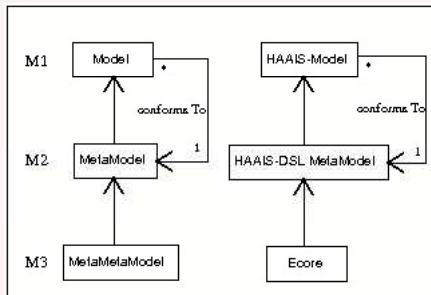 M1 Model * HAAIS-Model *
conforms To conforms To
M2 MetaModel 1 HAAIS-DSL MetaModel 1
M3 MetaMetaModel Ecore